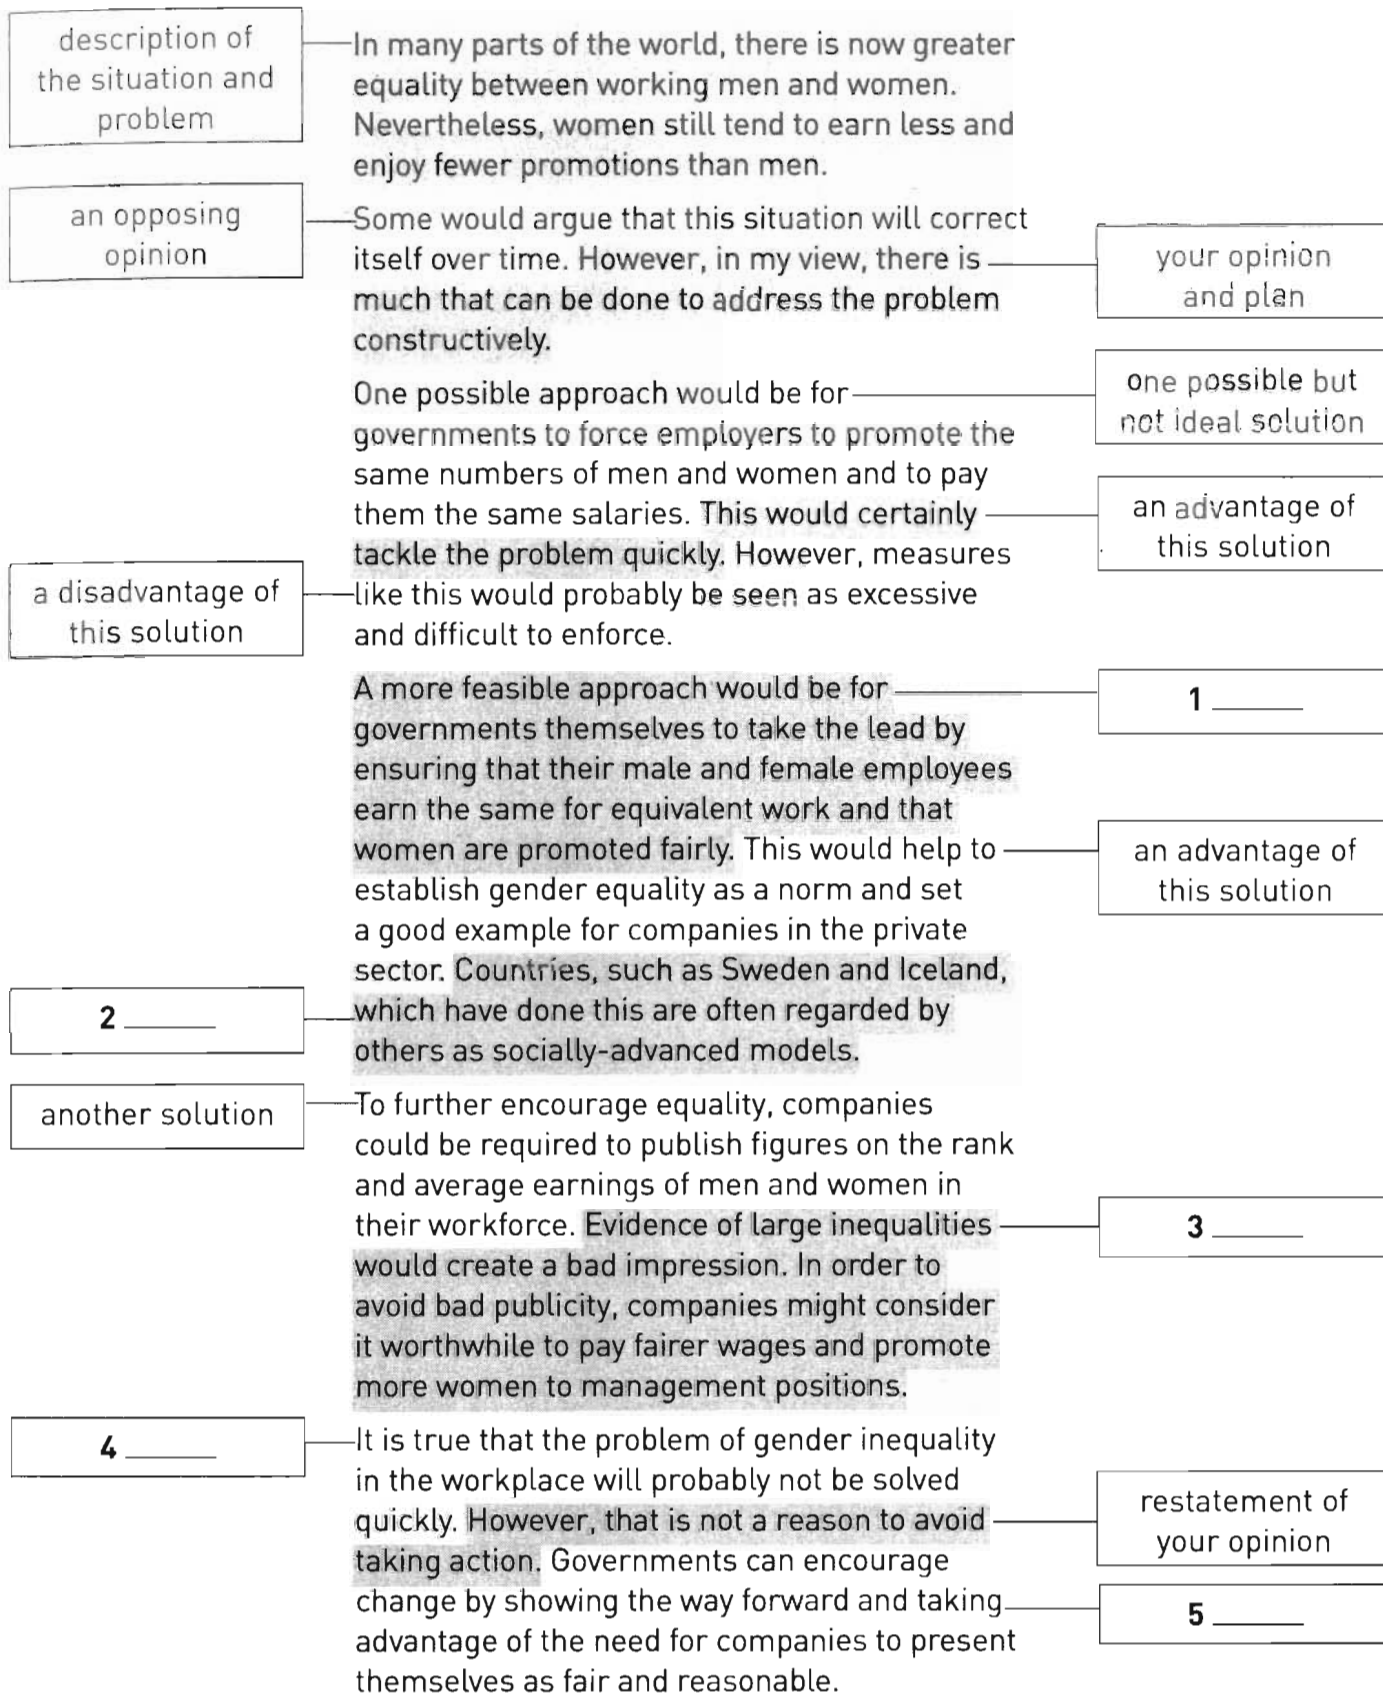 description of
the situation and
problem
In many parts of the world, there is now greater
equality between working men and women.
Nevertheless, women still tend to earn less and
enjoy fewer promotions than men.
an opposing
opinion
Some would argue that this situation will correct
itself over time. However, in my view, there is
much that can be done to address the problem
constructively.
your opinion
and plan
One possible approach would be for
governments to force employers to promote the
same numbers of men and women and to pay
them the same salaries. This would certainly
tackle the problem quickly. However, measures
like this would probably be seen as excessive
and difficult to enforce.
one possible but
not ideal solution
an advantage of
this solution
a disadvantage of
this solution
A more feasible approach would be for
governments themselves to take the lead by
ensuring that their male and female employees
earn the same for equivalent work and that
women are promoted fairly. This would help to
establish gender equality as a norm and set
a good example for companies in the private
sector. Countries, such as Sweden and Iceland,
which have done this are often regarded by
others as socially-advanced models.
1 ______
an advantage of
this solution
2 ______
another solution
To further encourage equality, companies
could be required to publish figures on the rank
and average earnings of men and women in
their workforce. Evidence of large inequalities
would create a bad impression. In order to
avoid bad publicity, companies might consider
it worthwhile to pay fairer wages and promote
more women to management positions.
3 ______
4 ______
It is true that the problem of gender inequality
in the workplace will probably not be solved
quickly. However, that is not a reason to avoid
taking action. Governments can encourage
change by showing the way forward and taking
advantage of the need for companies to present
themselves as fair and reasonable.
restatement of
your opinion
5 ______